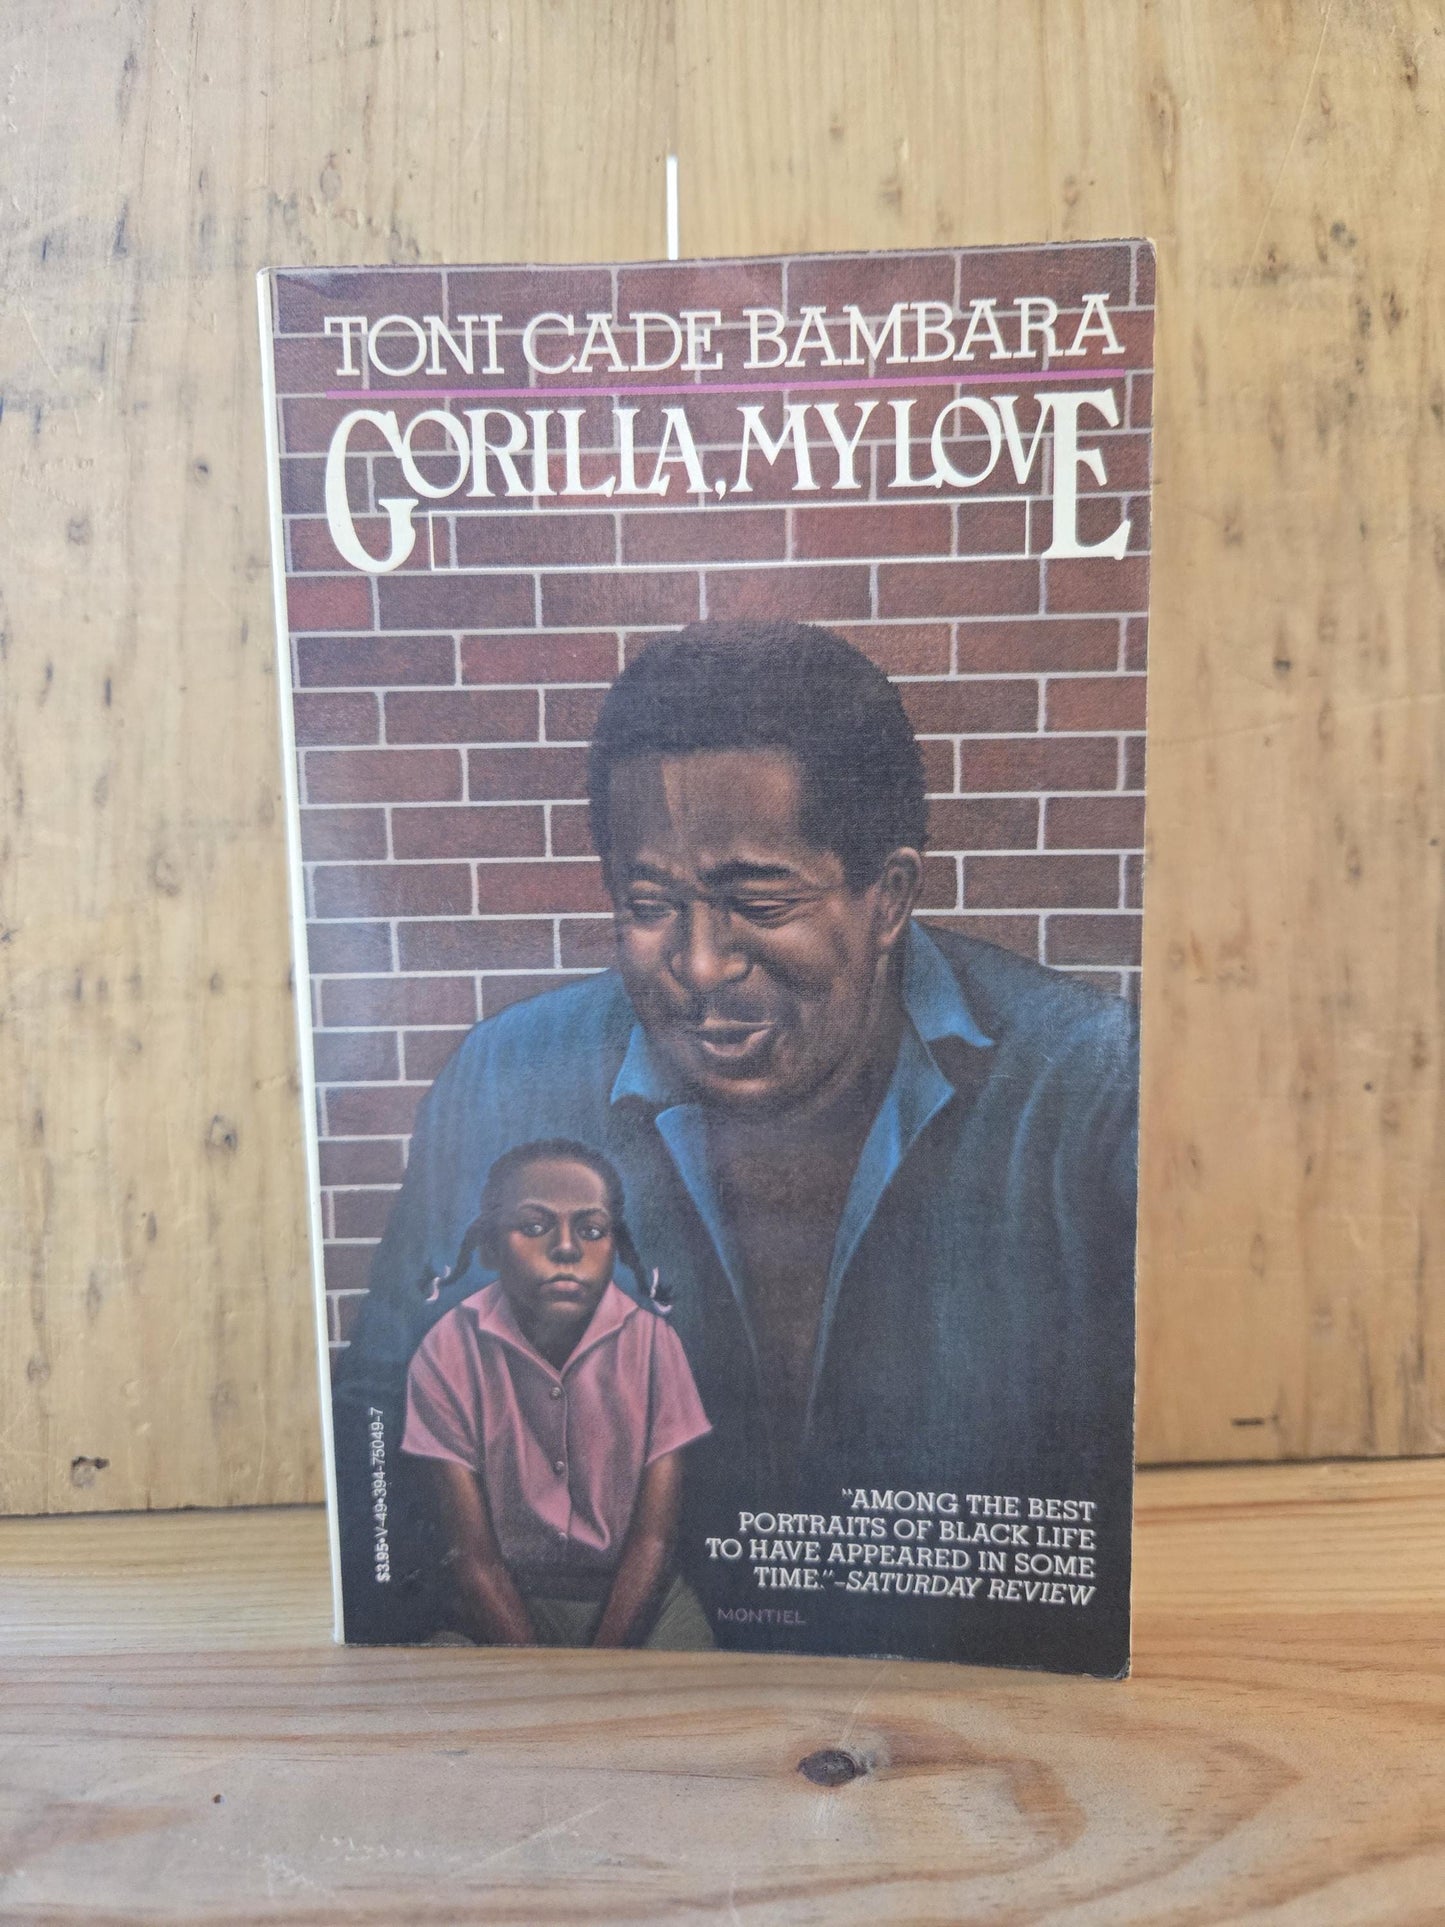 TONI CADE BAMBARA
GORILLA, MY LOVE
$3.95•V-49•394-75049-7
"AMONG THE BEST
PORTRAITS OF BLACK LIFE
TO HAVE APPEARED IN SOME
TIME."–SATURDAY REVIEW
MONTIEL